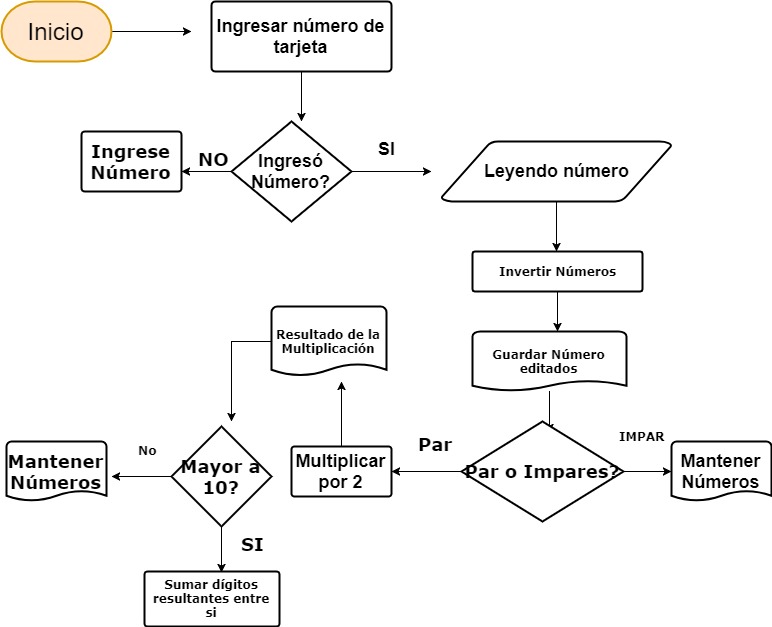 Inicio
Ingresar número de
tarjeta
Ingresó
Número?
NO
Ingrese
Número
SI
Leyendo número
Invertir Números
Guardar Número
editados
Par o Impares?
IMPAR
Mantener
Números
Par
Multiplicar
por 2
Resultado de la
Multiplicación
Mayor a
10?
No
Mantener
Números
SI
Sumar dígitos
resultantes entre
si